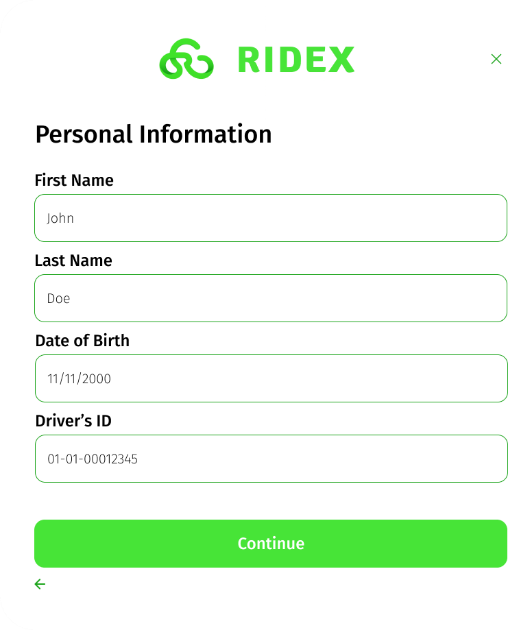 RIDEX
Personal Information
First Name
John
Last Name
Doe
Date of Birth
11/11/2000
Driver’s ID
01-01-00012345
Continue